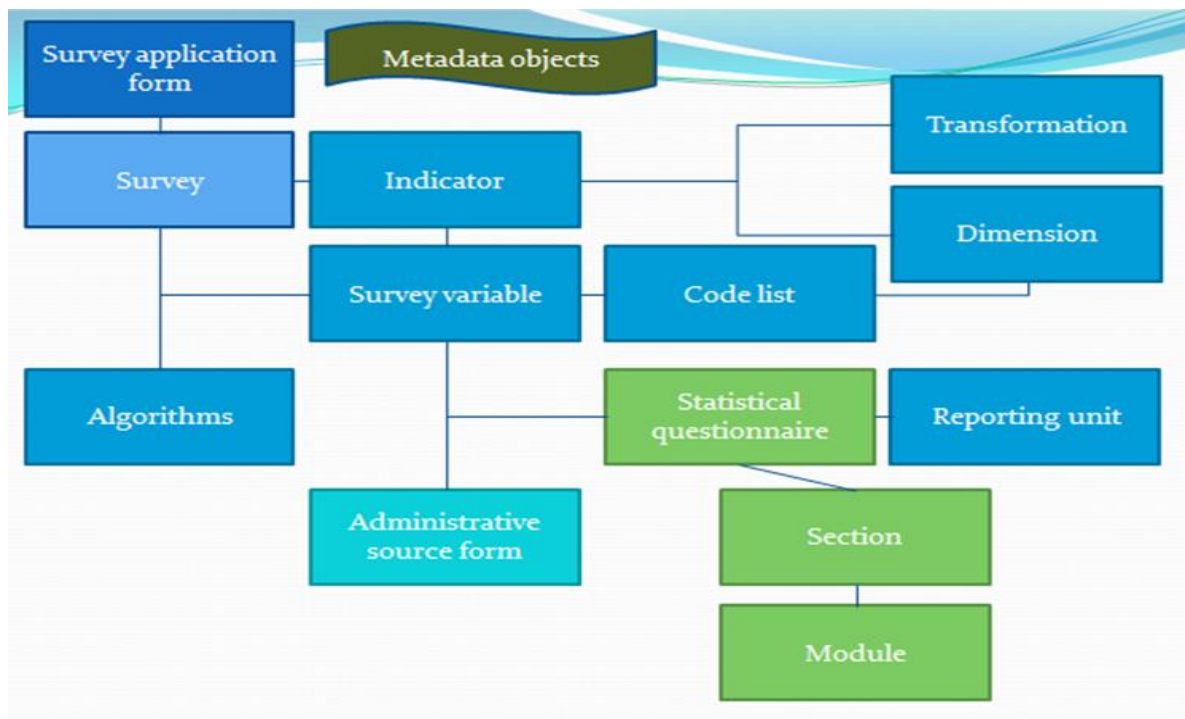 Survey application
form
Metadata objects
Transformation
Survey
Indicator
Dimension
Survey variable
Code list
Algorithms
Statistical
questionnaire
Reporting unit
Administrative
source form
Section
Module